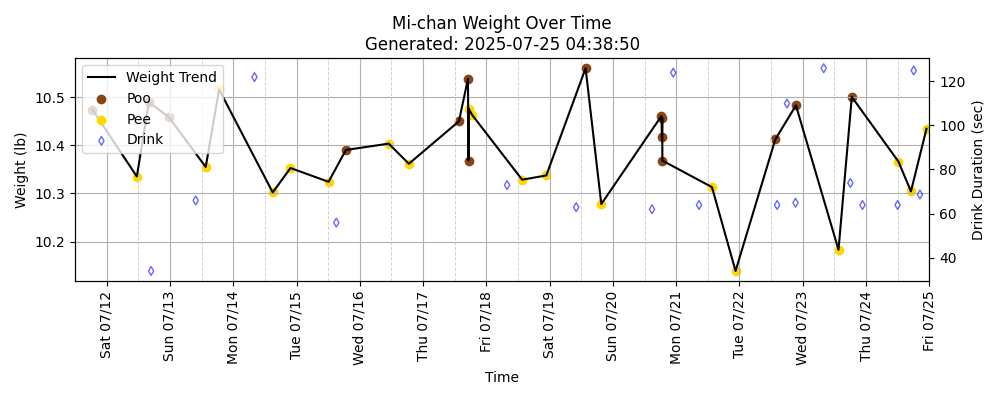 Mi-chan Weight Over Time
Generated: 2025-07-25 04:38:50
Weight Trend
Poo
Pee
Drink
Weight (lb)
10.5
10.4
10.3
10.2
Drink Duration (sec)
120
100
80
60
40
Sat 07/12
Sun 07/13
Mon 07/14
Tue 07/15
Wed 07/16
Thu 07/17
Fri 07/18
Sat 07/19
Sun 07/20
Mon 07/21
Tue 07/22
Wed 07/23
Thu 07/24
Fri 07/25
Time